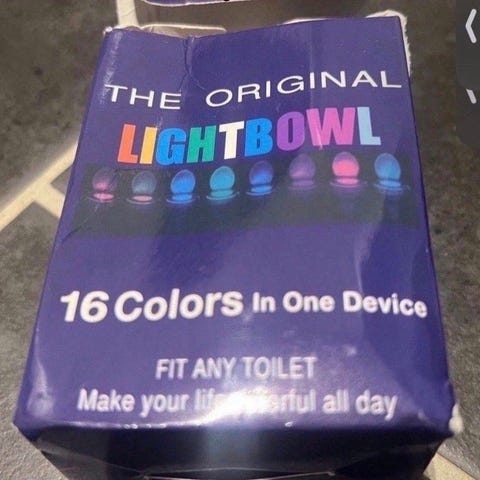 THE ORIGINAL
LIGHTBOWL
16 Colors In One Device
FIT ANY TOILET
Make your all day